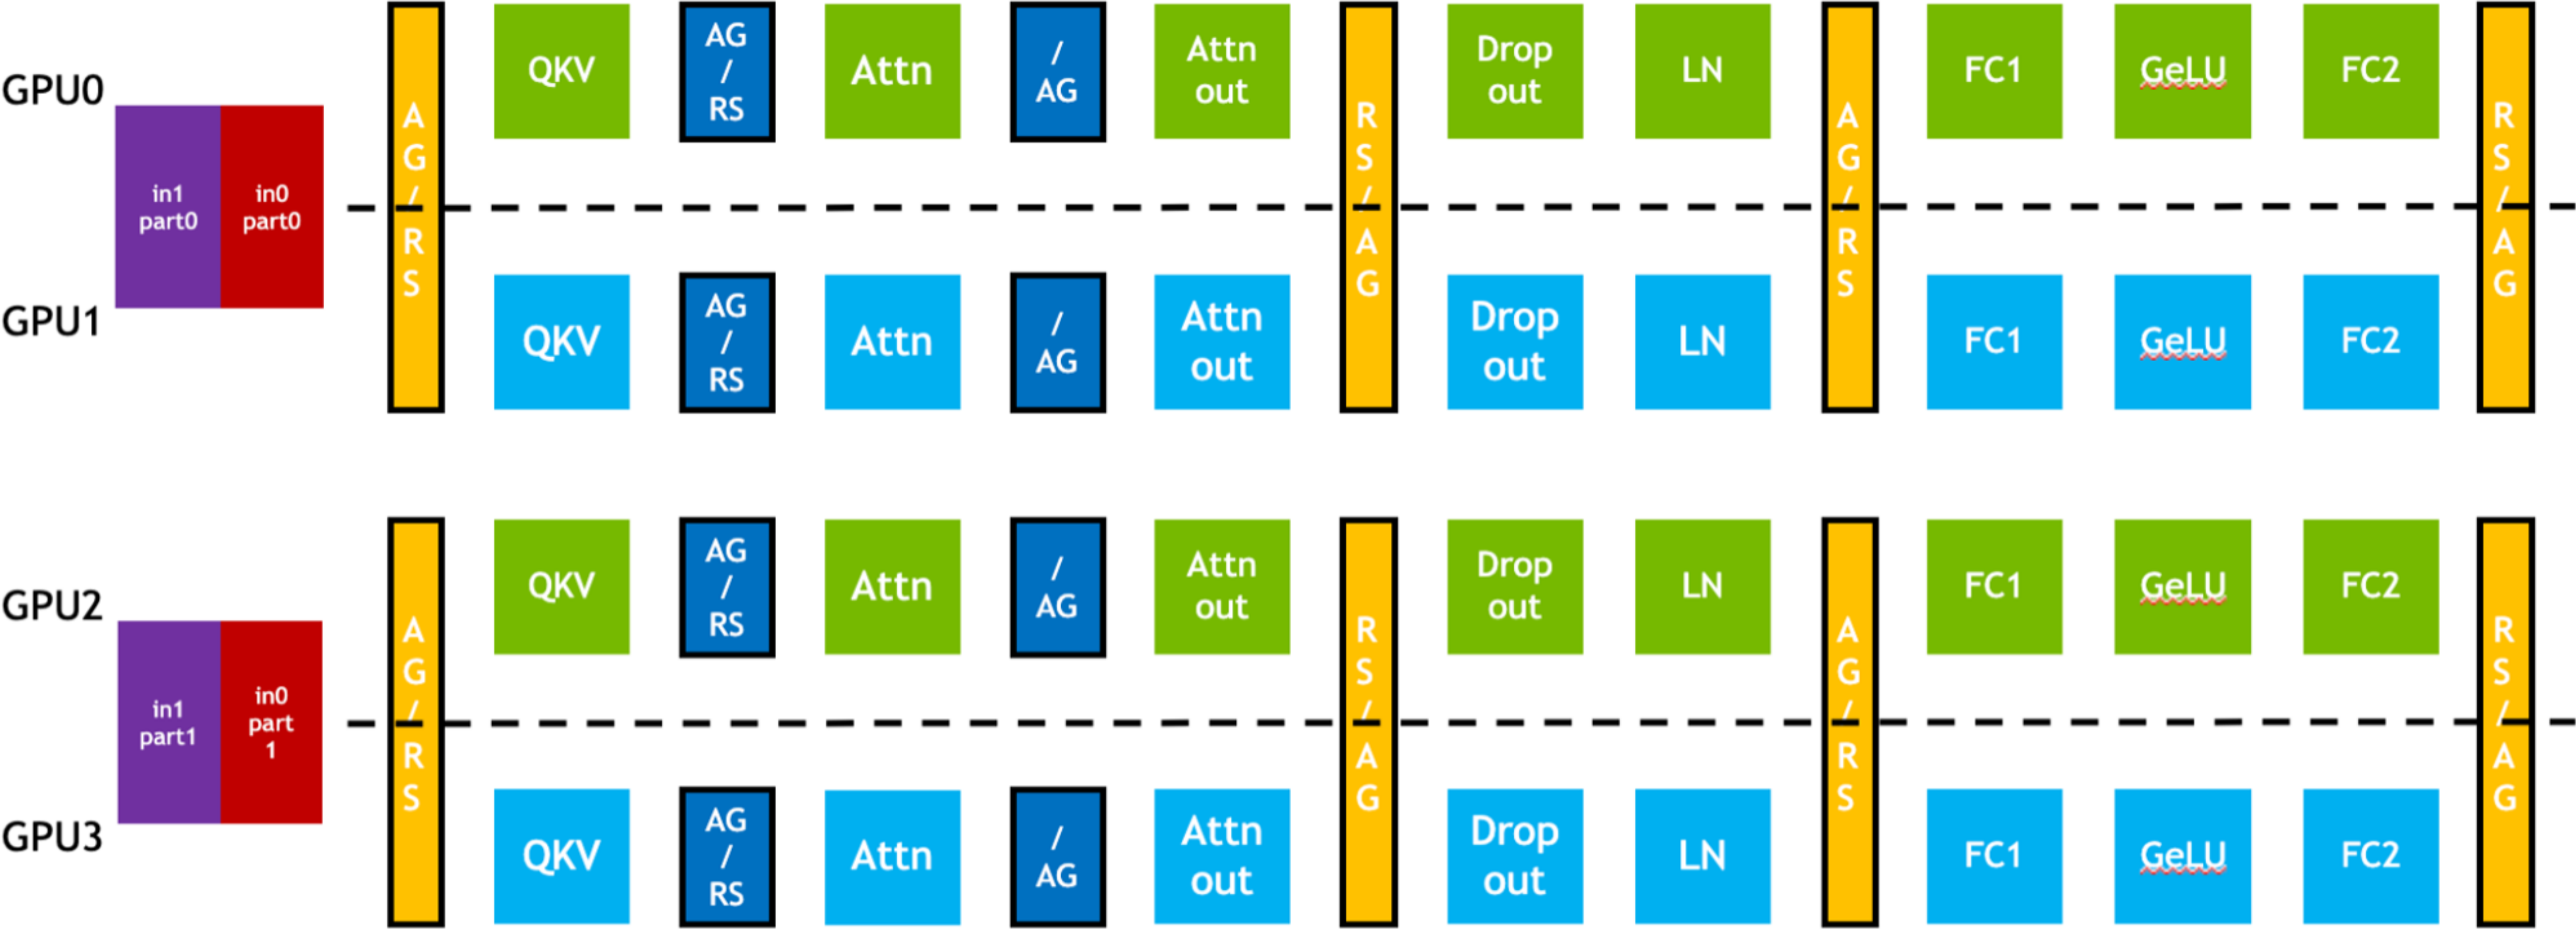 GPU0
in1
part0
in0
part0
GPU1
A
G
/
R
S
QKV
AG
/
RS
Attn
/
AG
Attn
out
R
S
/
A
G
Drop
out
LN
A
G
/
R
S
FC1
GeLU
FC2
R
S
/
A
G
QKV
AG
/
RS
Attn
/
AG
Attn
out
Drop
out
LN
FC1
GeLU
FC2
GPU2
in1
part1
in0
part
1
GPU3
A
G
/
R
S
QKV
AG
/
RS
Attn
/
AG
Attn
out
R
S
/
A
G
Drop
out
LN
A
G
/
R
S
FC1
GeLU
FC2
R
S
/
A
G
QKV
AG
/
RS
Attn
/
AG
Attn
out
Drop
out
LN
FC1
GeLU
FC2